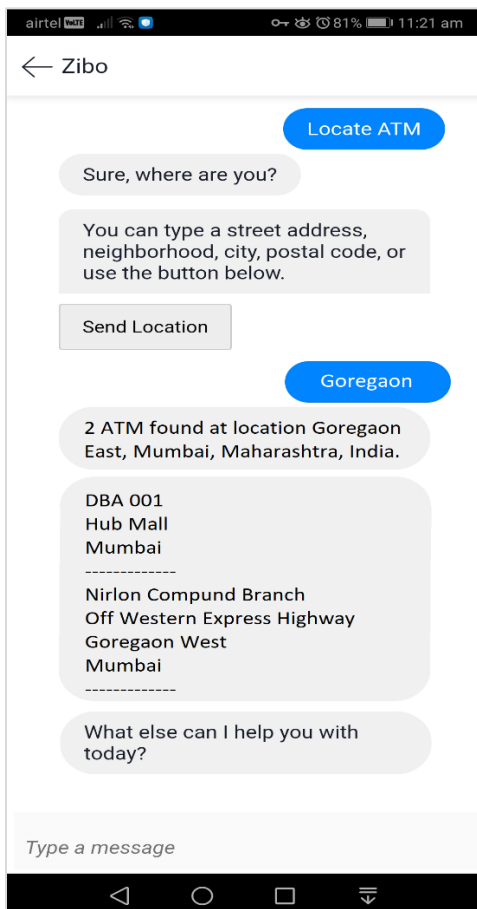 airtel VoLTE 81% 11:21 am
Zibo
Locate ATM
Sure, where are you?
You can type a street address,
neighborhood, city, postal code, or
use the button below.
Send Location
Goregaon
2 ATM found at location Goregaon
East, Mumbai, Maharashtra, India.
DBA 001
Hub Mall
Mumbai
-------------
Nirlon Compund Branch
Off Western Express Highway
Goregaon West
Mumbai
-------------
What else can I help you with
today?
Type a message